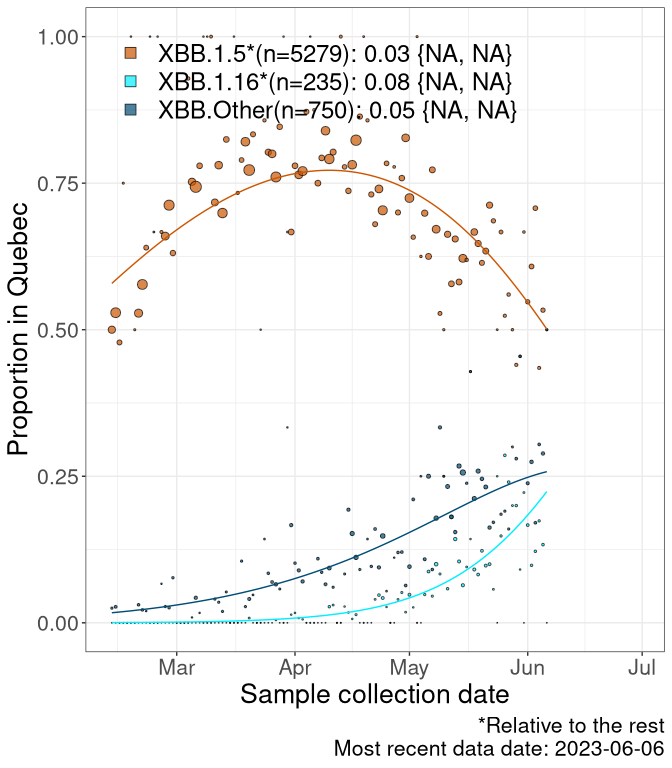 1.00
XBB.1.5*(n=5279): 0.03 {NA, NA}
XBB.1.16*(n=235): 0.08 {NA, NA}
XBB.Other(n=750): 0.05 {NA, NA}
0.75
0.50
0.25
0.00
Proportion in Quebec
Mar Apr May Jun Jul
Sample collection date
*Relative to the rest
Most recent data date: 2023-06-06